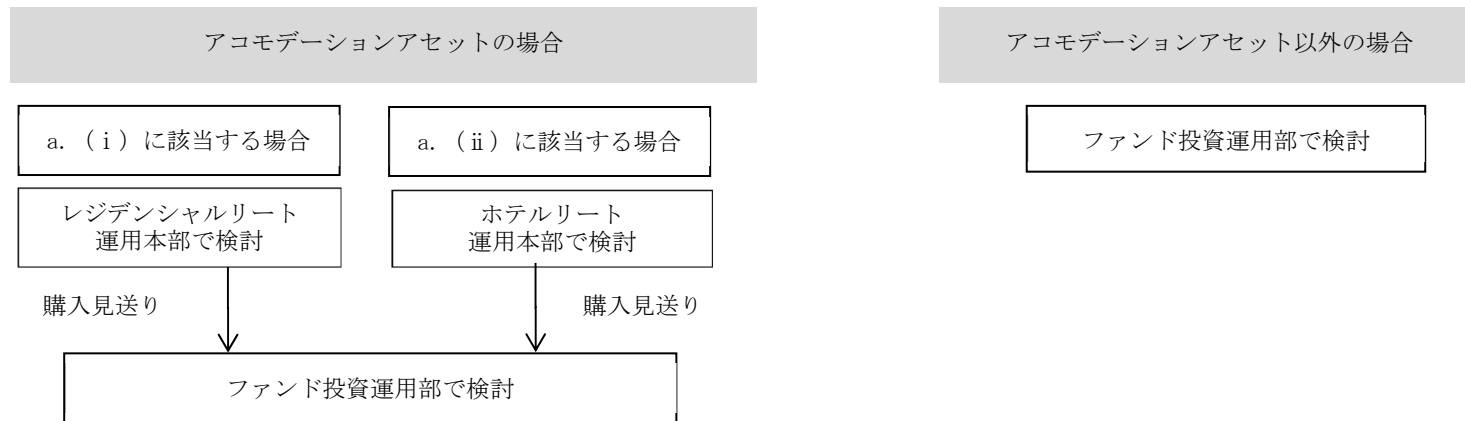 アコモデーションアセットの場合
アコモデーションアセット以外の場合
a. (ⅰ)に該当する場合
a. (ⅱ)に該当する場合
ファンド投資運用部で検討
レジデンシャルリート
運用本部で検討
ホテルリート
運用本部で検討
購入見送り
購入見送り
ファンド投資運用部で検討